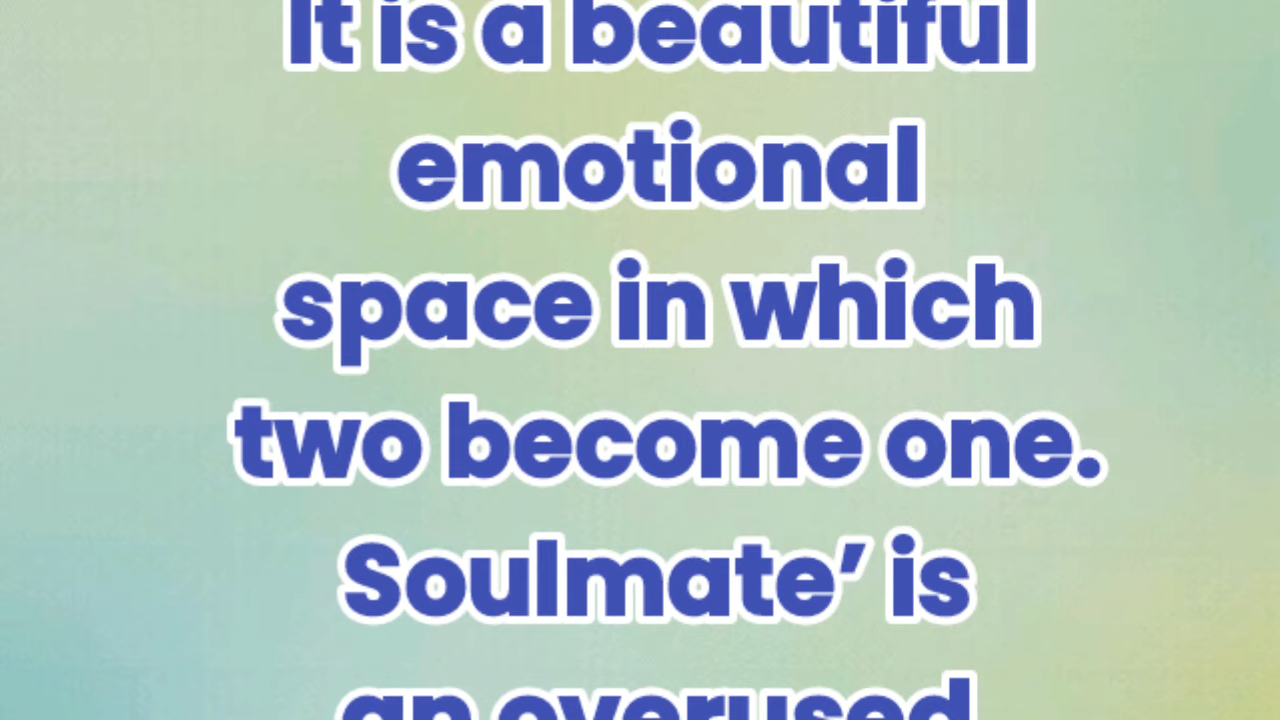 It is a beautiful
emotional
space in which
two become one.
Soulmate’ is
an overused